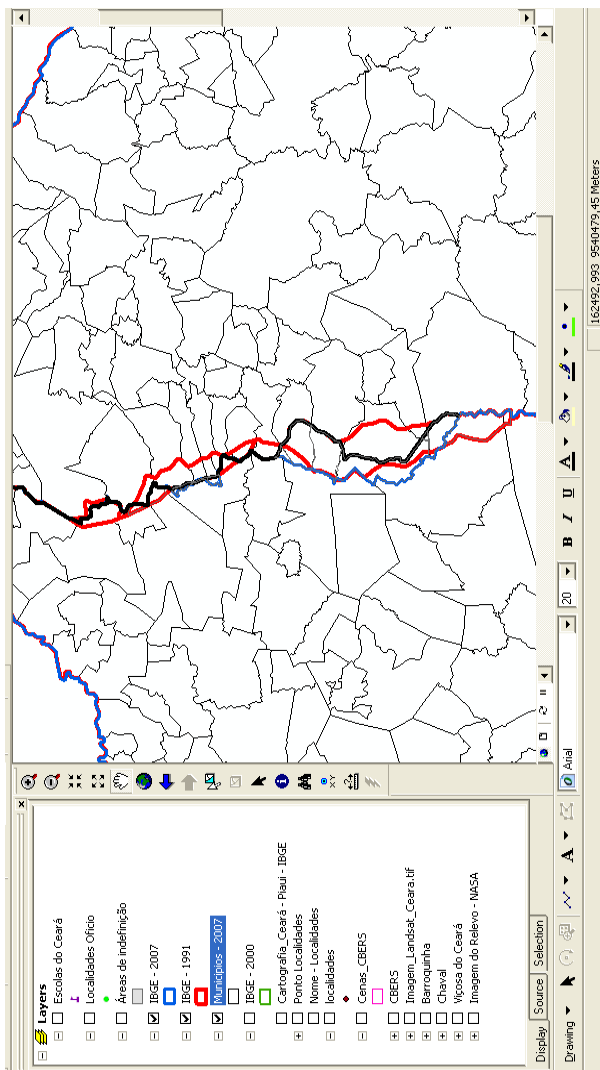 Layers
Escolas do Ceará
Localidades Oficio
Áreas de indefinição
IBGE - 2007
IBGE - 1991
Municípios - 2007
IBGE - 2000
Cartografia_Ceará - Piauí - IBGE
Ponto Localidades
Nome - Localidades
localidades
Cenas_CBERS
CBERS
Imagem_Landsat_Ceara.tif
Barroquinha
Chaval
Viçosa do Ceará
Imagem do Relevo - NASA
Display Source Selection
Drawing A Arial 20 B I U A
162492,993 9540479,45 Meters